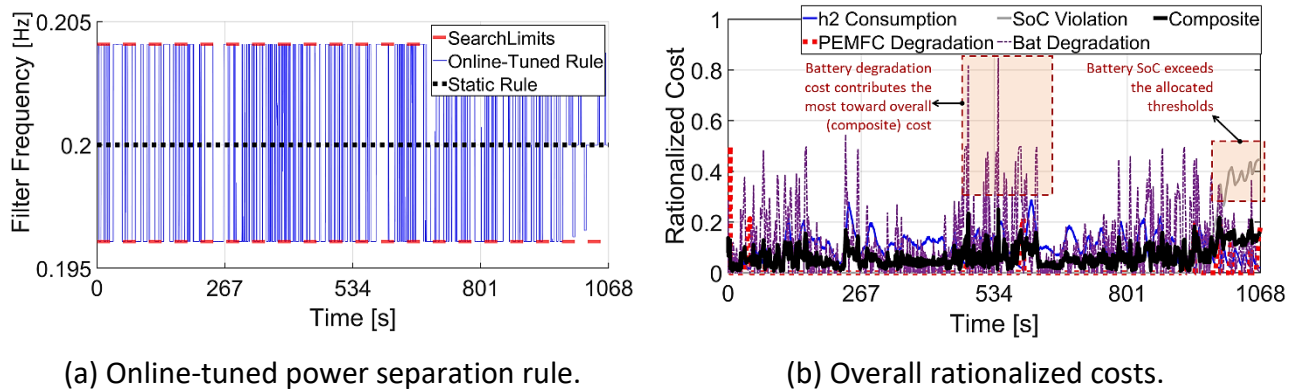 0.205
0.2
0.195
Filter Frequency [Hz]
SearchLimits
Online-Tuned Rule
Static Rule
0
267
534
801
1068
Time [s]
(a) Online-tuned power separation rule.
1
0.8
0.6
0.4
0.2
0
Rationalized Cost
h2 Consumption
SoC Violation
Composite
PEMFC Degradation
Bat Degradation
Battery degradation
cost contributes the
most toward overall
(composite) cost
Battery SoC exceeds
the allocated
thresholds
0
267
534
801
1068
Time [s]
(b) Overall rationalized costs.